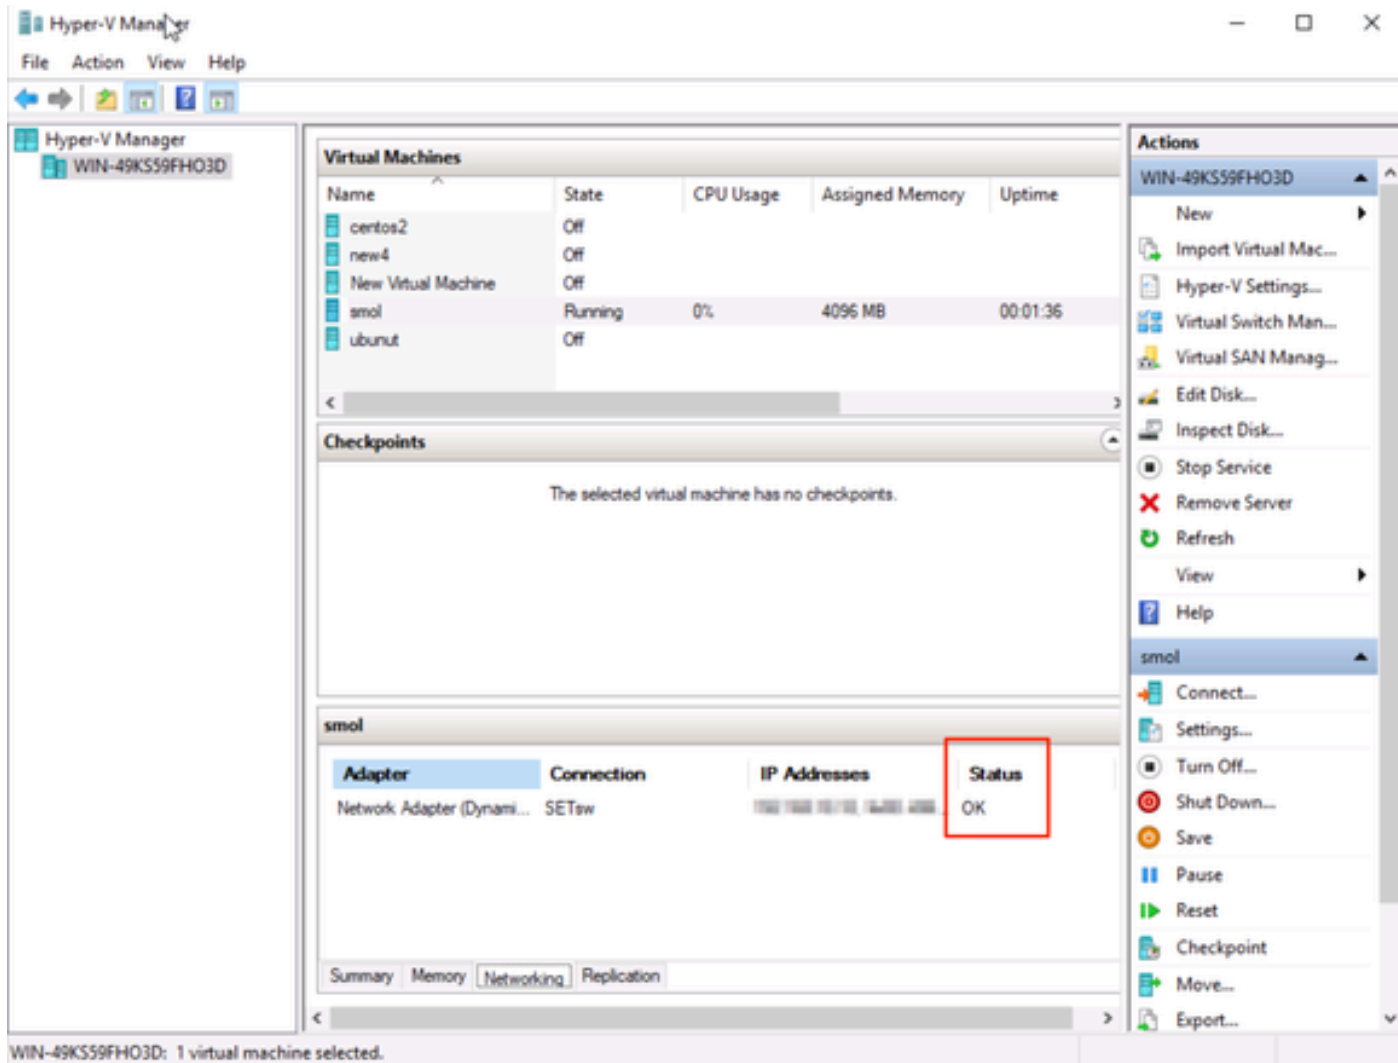 Hyper-V Manager
File Action View Help
Hyper-V Manager
WIN-49KS59FHO3D
Virtual Machines
Name State CPU Usage Assigned Memory Uptime
centos2 Off
new4 Off
New Virtual Machine Off
smol Running 0% 4096 MB 00:01:36
ubunut Off
Checkpoints
The selected virtual machine has no checkpoints.
smol
Adapter Connection IP Addresses Status
Network Adapter (Dynami... SETsw OK
Summary Memory Networking Replication
Actions
WIN-49KS59FHO3D
New
Import Virtual Mac...
Hyper-V Settings...
Virtual Switch Man...
Virtual SAN Manag...
Edit Disk...
Inspect Disk...
Stop Service
Remove Server
Refresh
View
Help
smol
Connect...
Settings...
Turn Off...
Shut Down...
Save
Pause
Reset
Checkpoint
Move...
Export...
WIN-49KS59FHO3D: 1 virtual machine selected.